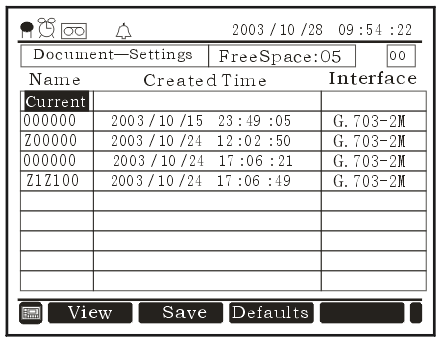 2003/10/28 09:54:22
Document—Settings FreeSpace:05 00
Name Created Time Interface
Current
000000 2003/10/15 23:49:05 G.703-2M
Z00000 2003/10/24 12:02:50 G.703-2M
000000 2003/10/24 17:06:21 G.703-2M
Z1Z100 2003/10/24 17:06:49 G.703-2M
View Save Defaults